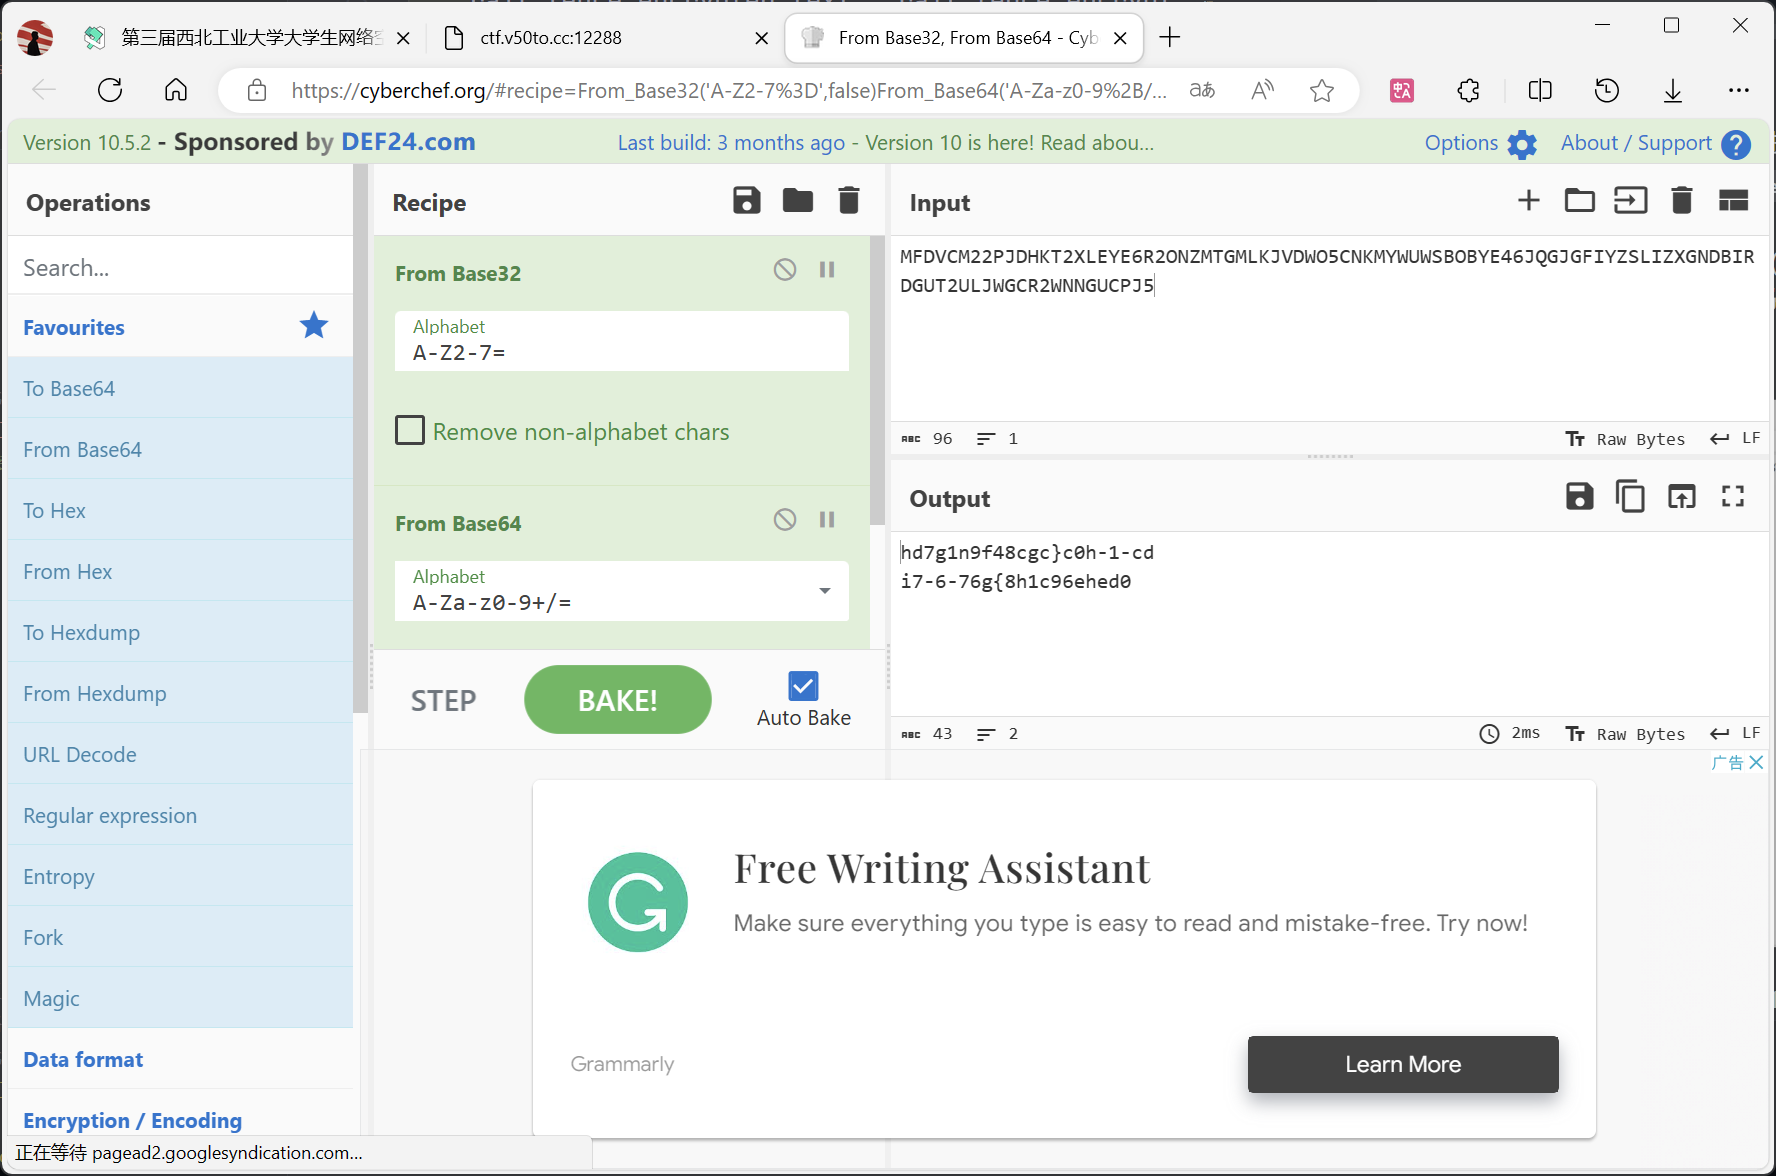 第三届西北工业大学大学生网络空
ctf.v50to.cc:12288
From Base32, From Base64 - Cyb
https://cyberchef.org/#recipe=From_Base32('A-Z2-7%3D',false)From_Base64('A-Za-z0-9%2B/...
Version 10.5.2 - Sponsored by DEF24.com
Last build: 3 months ago - Version 10 is here! Read abou...
Options
About / Support
Operations
Search...
Favourites
To Base64
From Base64
To Hex
From Hex
To Hexdump
From Hexdump
URL Decode
Regular expression
Entropy
Fork
Magic
Data format
Encryption / Encoding
Recipe
From Base32
Alphabet
A-Z2-7=
Remove non-alphabet chars
From Base64
Alphabet
A-Za-z0-9+/=
STEP
BAKE!
Auto Bake
Input
MFDVCM22PJDHKT2XLEYE6R2ONZMTGMLKJVDWO5CNKMYWUWSBOBYE46JQGJGFIYZSLIZXGNDBIR
DGUT2ULJWGCR2WNNGUCPJ5
ABC 96 1
Raw Bytes LF
Output
hd7g1n9f48cgc}c0h-1-cd
i7-6-76g{8h1c96ehed0
ABC 43 2
2ms Raw Bytes LF
广告
Free Writing Assistant
Make sure everything you type is easy to read and mistake-free. Try now!
Grammarly
Learn More
正在等待 pagead2.googlesyndication.com...